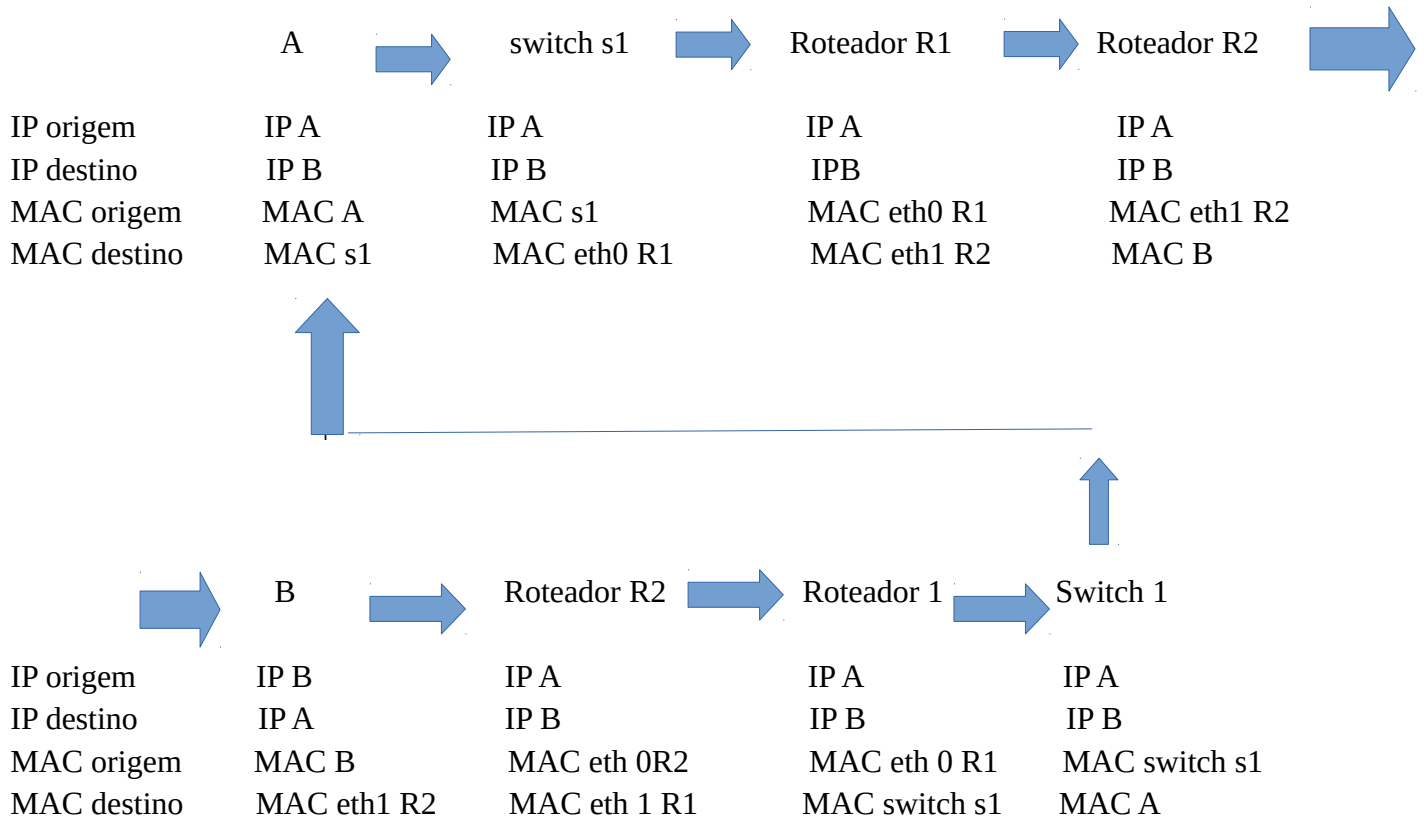 A switch s1 Roteador R1 Roteador R2
IP origem IP A IP A IP A IP A
IP destino IP B IP B IPB IP B
MAC origem MAC A MAC s1 MAC eth0 R1 MAC eth1 R2
MAC destino MAC s1 MAC eth0 R1 MAC eth1 R2 MAC B
B Roteador R2 Roteador 1 Switch 1
IP origem IP B IP A IP A IP A
IP destino IP A IP B IP B IP B
MAC origem MAC B MAC eth 0R2 MAC eth 0 R1 MAC switch s1
MAC destino MAC eth1 R2 MAC eth 1 R1 MAC switch s1 MAC A